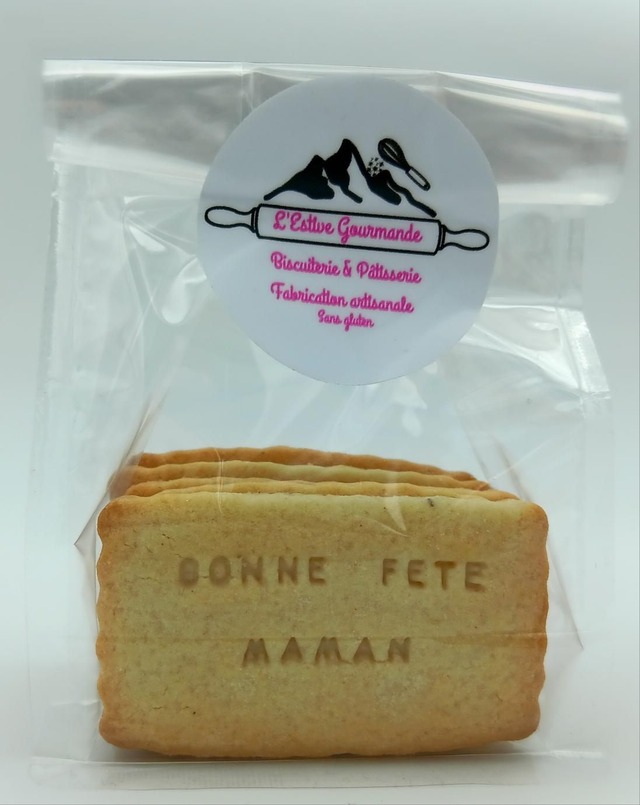 L'Estive Gourmande
Biscuiterie & Pâtisserie
Fabrication artisanale
Sans gluten
BONNE FETE
MAMAN